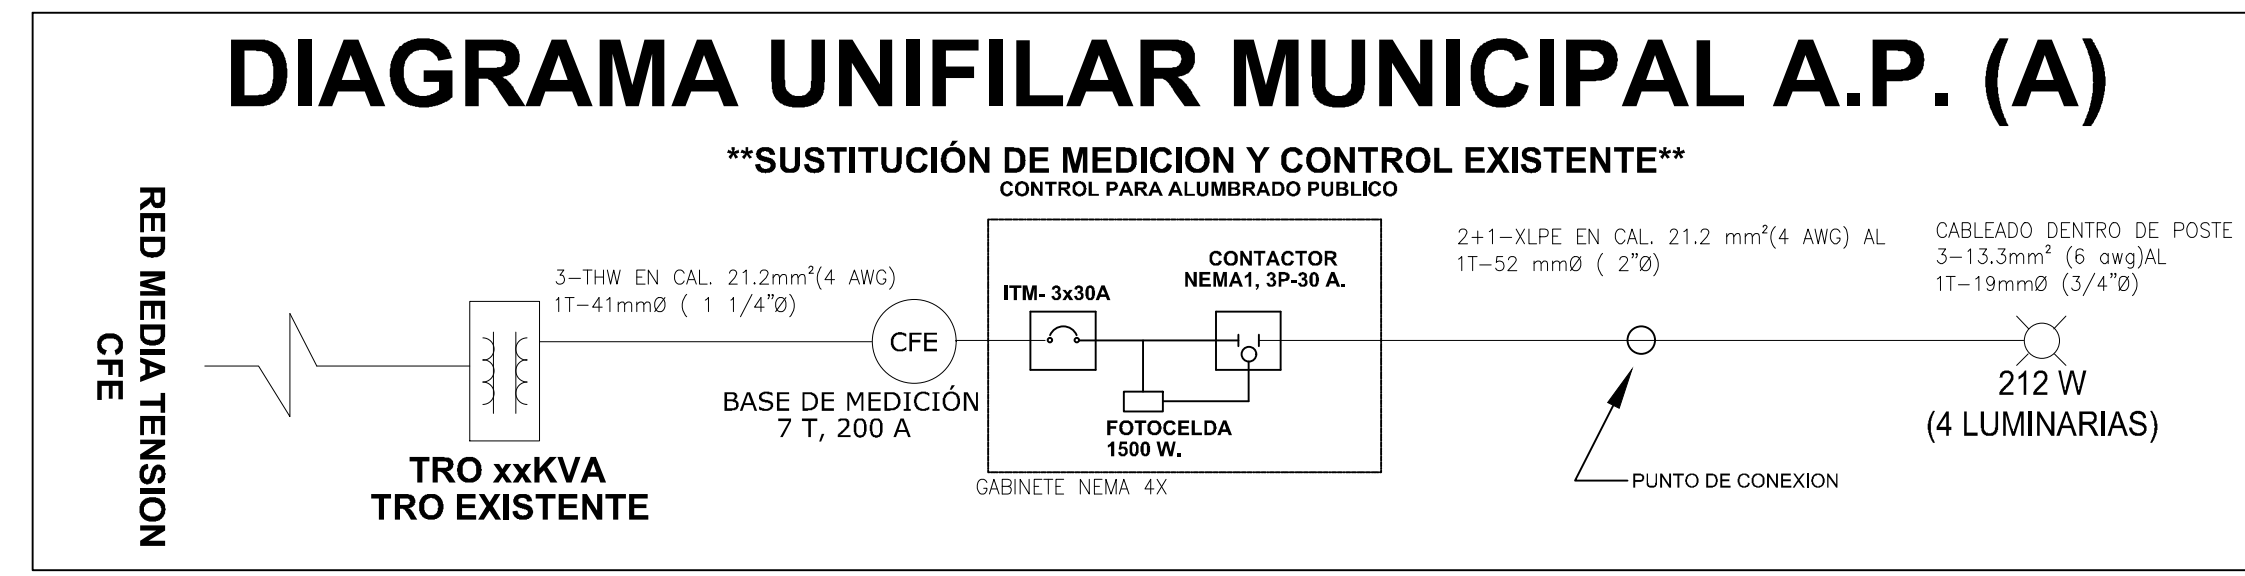 DIAGRAMA UNIFILAR MUNICIPAL A.P. (A)
**SUSTITUCIÓN DE MEDICION Y CONTROL EXISTENTE**
CONTROL PARA ALUMBRADO PUBLICO
RED MEDIA TENSION
CFE
TRO xxKVA
TRO EXISTENTE
3-THW EN CAL. 21.2mm²(4 AWG)
1T-41mmØ ( 1 1/4"Ø)
CFE
BASE DE MEDICIÓN
7 T, 200 A
ITM- 3x30A
CONTACTOR
NEMA1, 3P-30 A.
FOTOCELDA
1500 W.
GABINETE NEMA 4X
2+1-XLPE EN CAL. 21.2 mm²(4 AWG) AL
1T-52 mmØ ( 2"Ø)
PUNTO DE CONEXION
CABLEADO DENTRO DE POSTE
3-13.3mm² (6 awg)AL
1T-19mmØ (3/4"Ø)
212 W
(4 LUMINARIAS)